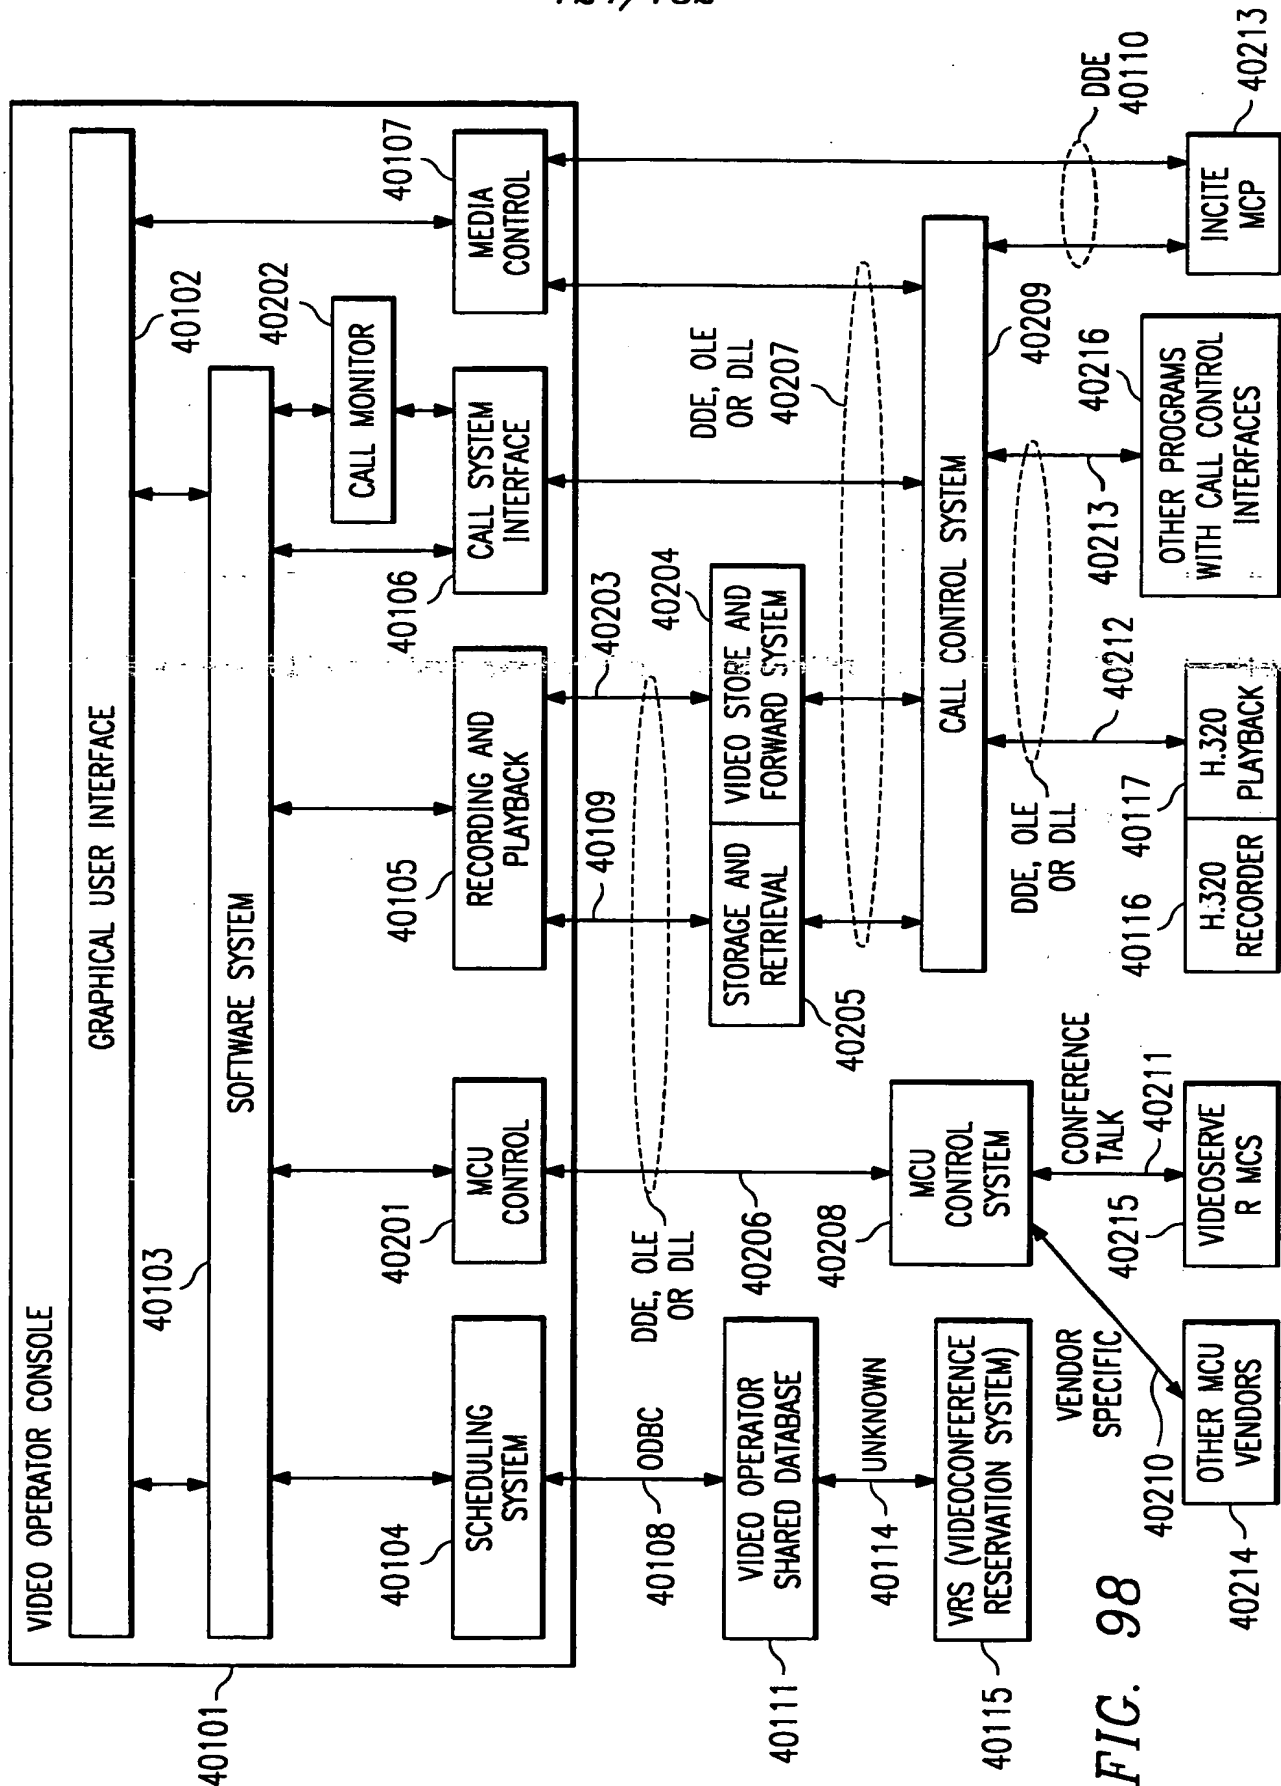 VIDEO OPERATOR CONSOLE
40101
GRAPHICAL USER INTERFACE
40102
40103
SOFTWARE SYSTEM
40202
CALL MONITOR
40104
SCHEDULING
SYSTEM
40201
MCU
CONTROL
40105
RECORDING AND
PLAYBACK
40106
CALL SYSTEM
INTERFACE
40107
MEDIA
CONTROL
40108
ODBC
DDE, OLE
OR DLL
40206
40109
40203
DDE, OLE
OR DLL
40207
40111
VIDEO OPERATOR
SHARED DATABASE
40205
STORAGE AND
RETRIEVAL
VIDEO STORE AND
FORWARD SYSTEM
40204
40114
UNKNOWN
40115
VRS (VIDEOCONFERENCE
RESERVATION SYSTEM)
40208
MCU
CONTROL
SYSTEM
CALL CONTROL SYSTEM
40209
VENDOR
SPECIFIC
40210
CONFERENCE
TALK
40211
DDE, OLE
OR DLL
40212
40213
DDE
40110
40214
OTHER MCU
VENDORS
40215
VIDEOSERVE
R MCS
40116
H.320
RECORDER
40117
H.320
PLAYBACK
40216
OTHER PROGRAMS
WITH CALL CONTROL
INTERFACES
INCITE
MCP
40213
FIG. 98